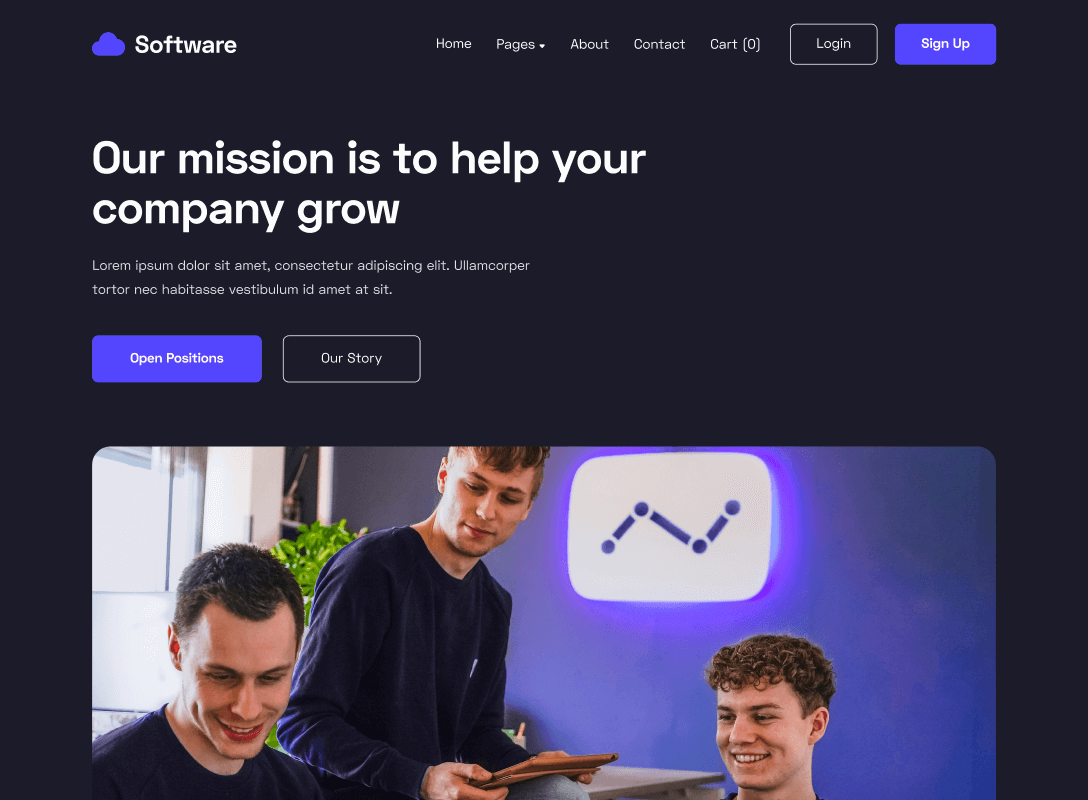 Software
Home Pages About Contact Cart (0) Login Sign Up
Our mission is to help your
company grow
Lorem ipsum dolor sit amet, consectetur adipiscing elit. Ullamcorper
tortor nec habitasse vestibulum id amet at sit.
Open Positions Our Story